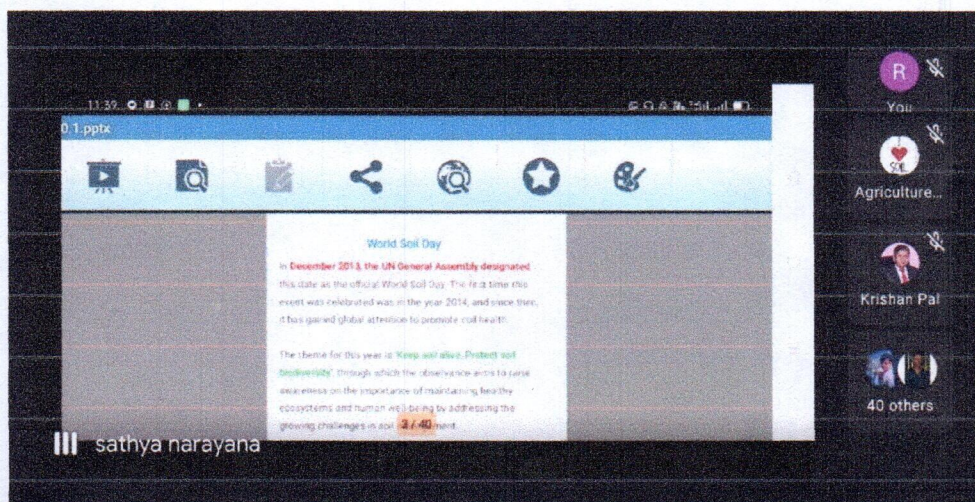 11:39
0.1.pptx
World Soil Day
In December 2013, the UN General Assembly designated
this date as the official World Soil Day. The first time this
event was celebrated was in the year 2014, and since then,
it has gained global attention to promote soil health.
The theme for this year is 'Keep soil alive, Protect soil
biodiversity' through which the observance aims to raise
awareness on the importance of maintaining healthy
ecosystems and human well-being by addressing the
growing challenges in soil
/ 40
sathya narayana
R
You
SOIL
Agriculture...
Krishan Pal
40 others